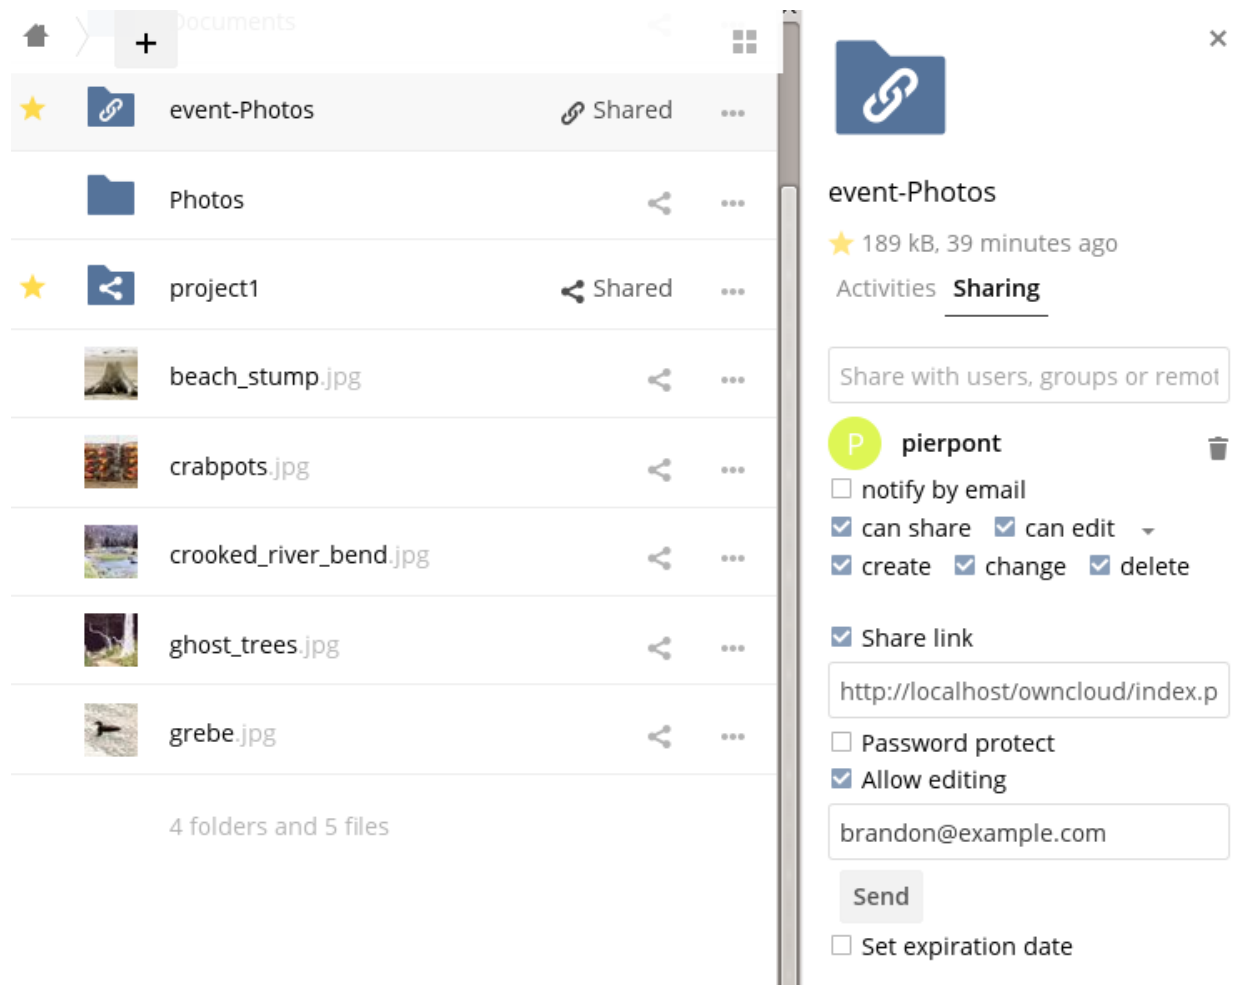 Documents
+
event-Photos Shared
Photos
project1 Shared
beach_stump.jpg
crabpots.jpg
crooked_river_bend.jpg
ghost_trees.jpg
grebe.jpg
4 folders and 5 files
event-Photos
189 kB, 39 minutes ago
Activities Sharing
Share with users, groups or remot
P pierpont
notify by email
can share can edit
create change delete
Share link
http://localhost/owncloud/index.p
Password protect
Allow editing
brandon@example.com
Send
Set expiration date